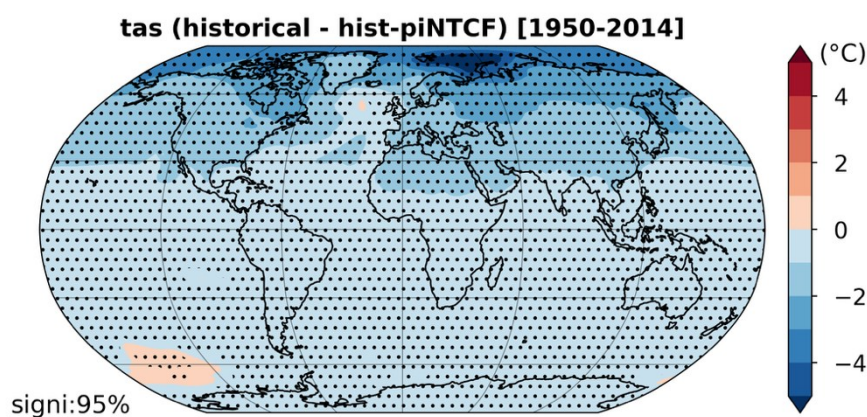 tas (historical - hist-piNTCF) [1950-2014]
(°C)
4
2
0
−2
−4
signi:95%